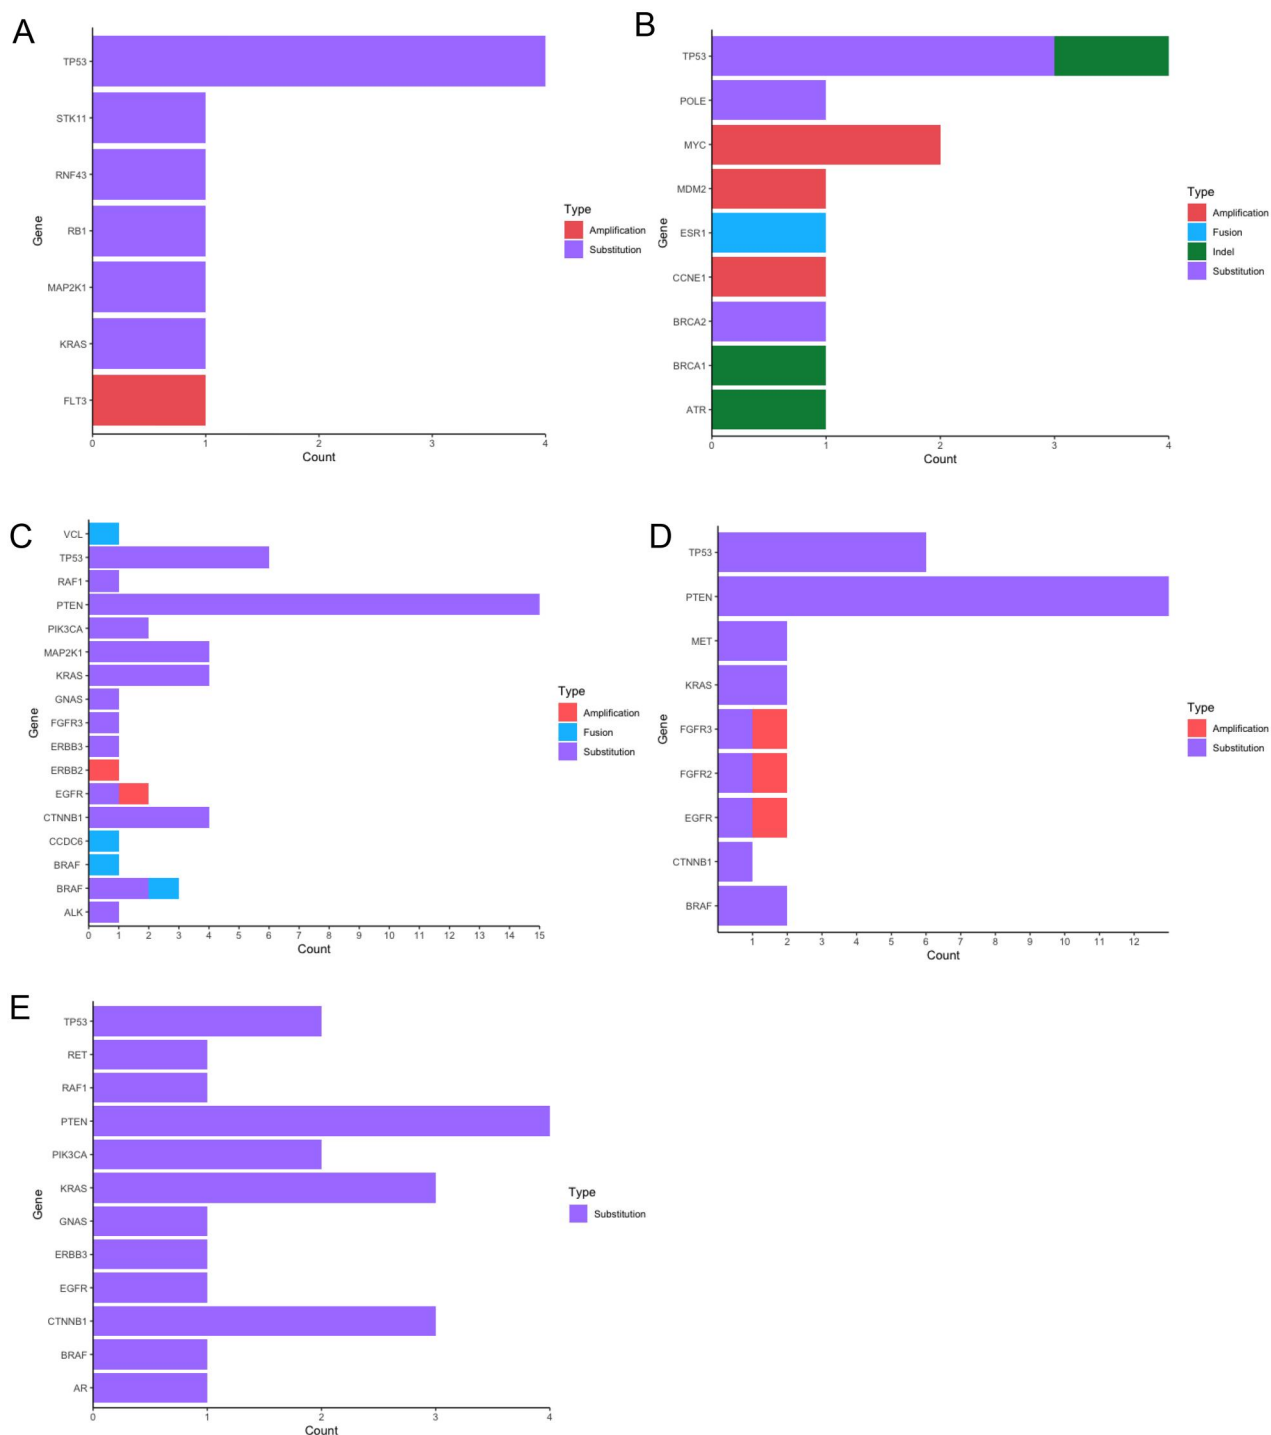 A
TP53
STK11
RNF43
RB1
MAP2K1
KRAS
FLT3
Gene
0 1 2 3 4
Count
Type
Amplification
Substitution
B
TP53
POLE
MYC
MDM2
ESR1
CCNE1
BRCA2
BRCA1
ATR
Gene
0 1 2 3 4
Count
Type
Amplification
Fusion
Indel
Substitution
C
VCL
TP53
RAF1
PTEN
PIK3CA
MAP2K1
KRAS
GNAS
FGFR3
ERBB3
ERBB2
EGFR
CTNNB1
CCDC6
BRAF
BRAF
ALK
Gene
0 1 2 3 4 5 6 7 8 9 10 11 12 13 14 15
Count
Type
Amplification
Fusion
Substitution
D
TP53
PTEN
MET
KRAS
FGFR3
FGFR2
EGFR
CTNNB1
BRAF
Gene
1 2 3 4 5 6 7 8 9 10 11 12
Count
Type
Amplification
Substitution
E
TP53
RET
RAF1
PTEN
PIK3CA
KRAS
GNAS
ERBB3
EGFR
CTNNB1
BRAF
AR
Gene
0 1 2 3 4
Count
Type
Substitution